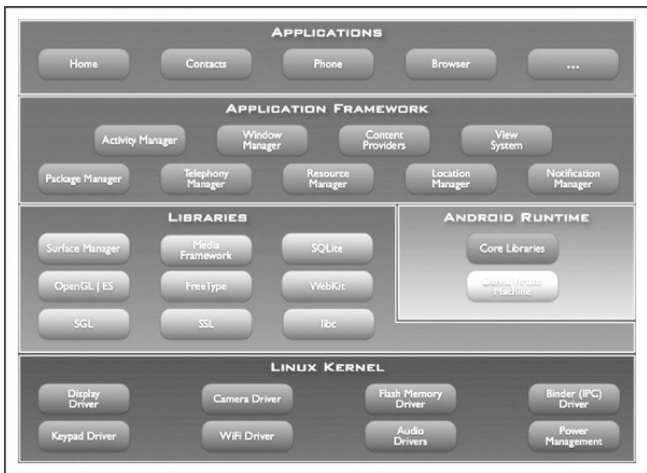 APPLICATIONS
Home
Contacts
Phone
Browser
...
APPLICATION FRAMEWORK
Activity Manager
Window
Manager
Content
Providers
View
System
Package Manager
Telephony
Manager
Resource
Manager
Location
Manager
Notification
Manager
LIBRARIES
Surface Manager
Media
Framework
SQLite
OpenGL | ES
FreeType
WebKit
SGL
SSL
libc
ANDROID RUNTIME
Core Libraries
Dalvik Virtual
Machine
LINUX KERNEL
Display
Driver
Camera Driver
Flash Memory
Driver
Binder (IPC)
Driver
Keypad Driver
WiFi Driver
Audio
Drivers
Power
Management